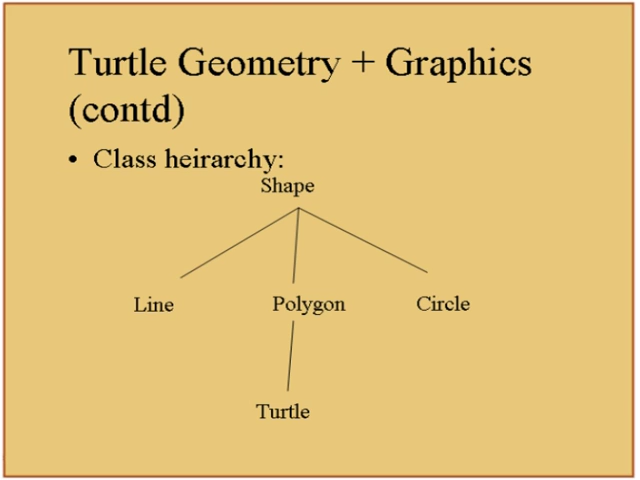 Turtle Geometry + Graphics
(contd)
• Class heirarchy:
Shape
Line Polygon Circle
Turtle